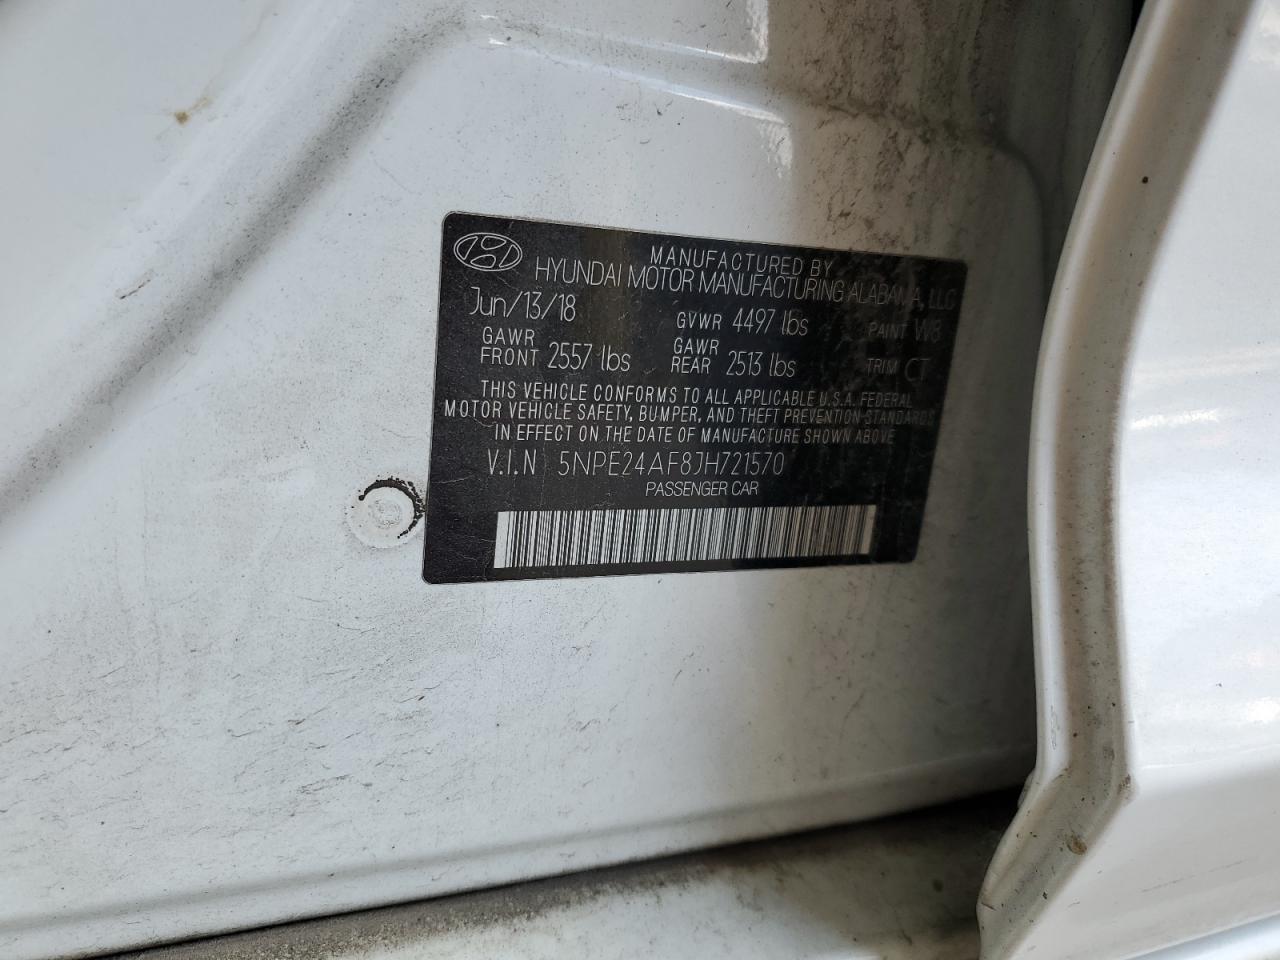 MANUFACTURED BY
HYUNDAI MOTOR MANUFACTURING ALABAMA, LLC
Jun/13/18 GVWR 4497 lbs PAINT W8
GAWR FRONT 2557 lbs GAWR REAR 2513 lbs TRIM CT
THIS VEHICLE CONFORMS TO ALL APPLICABLE U.S.A. FEDERAL
MOTOR VEHICLE SAFETY, BUMPER, AND THEFT PREVENTION STANDARDS
IN EFFECT ON THE DATE OF MANUFACTURE SHOWN ABOVE
V.I.N 5NPE24AF8JH721570
PASSENGER CAR